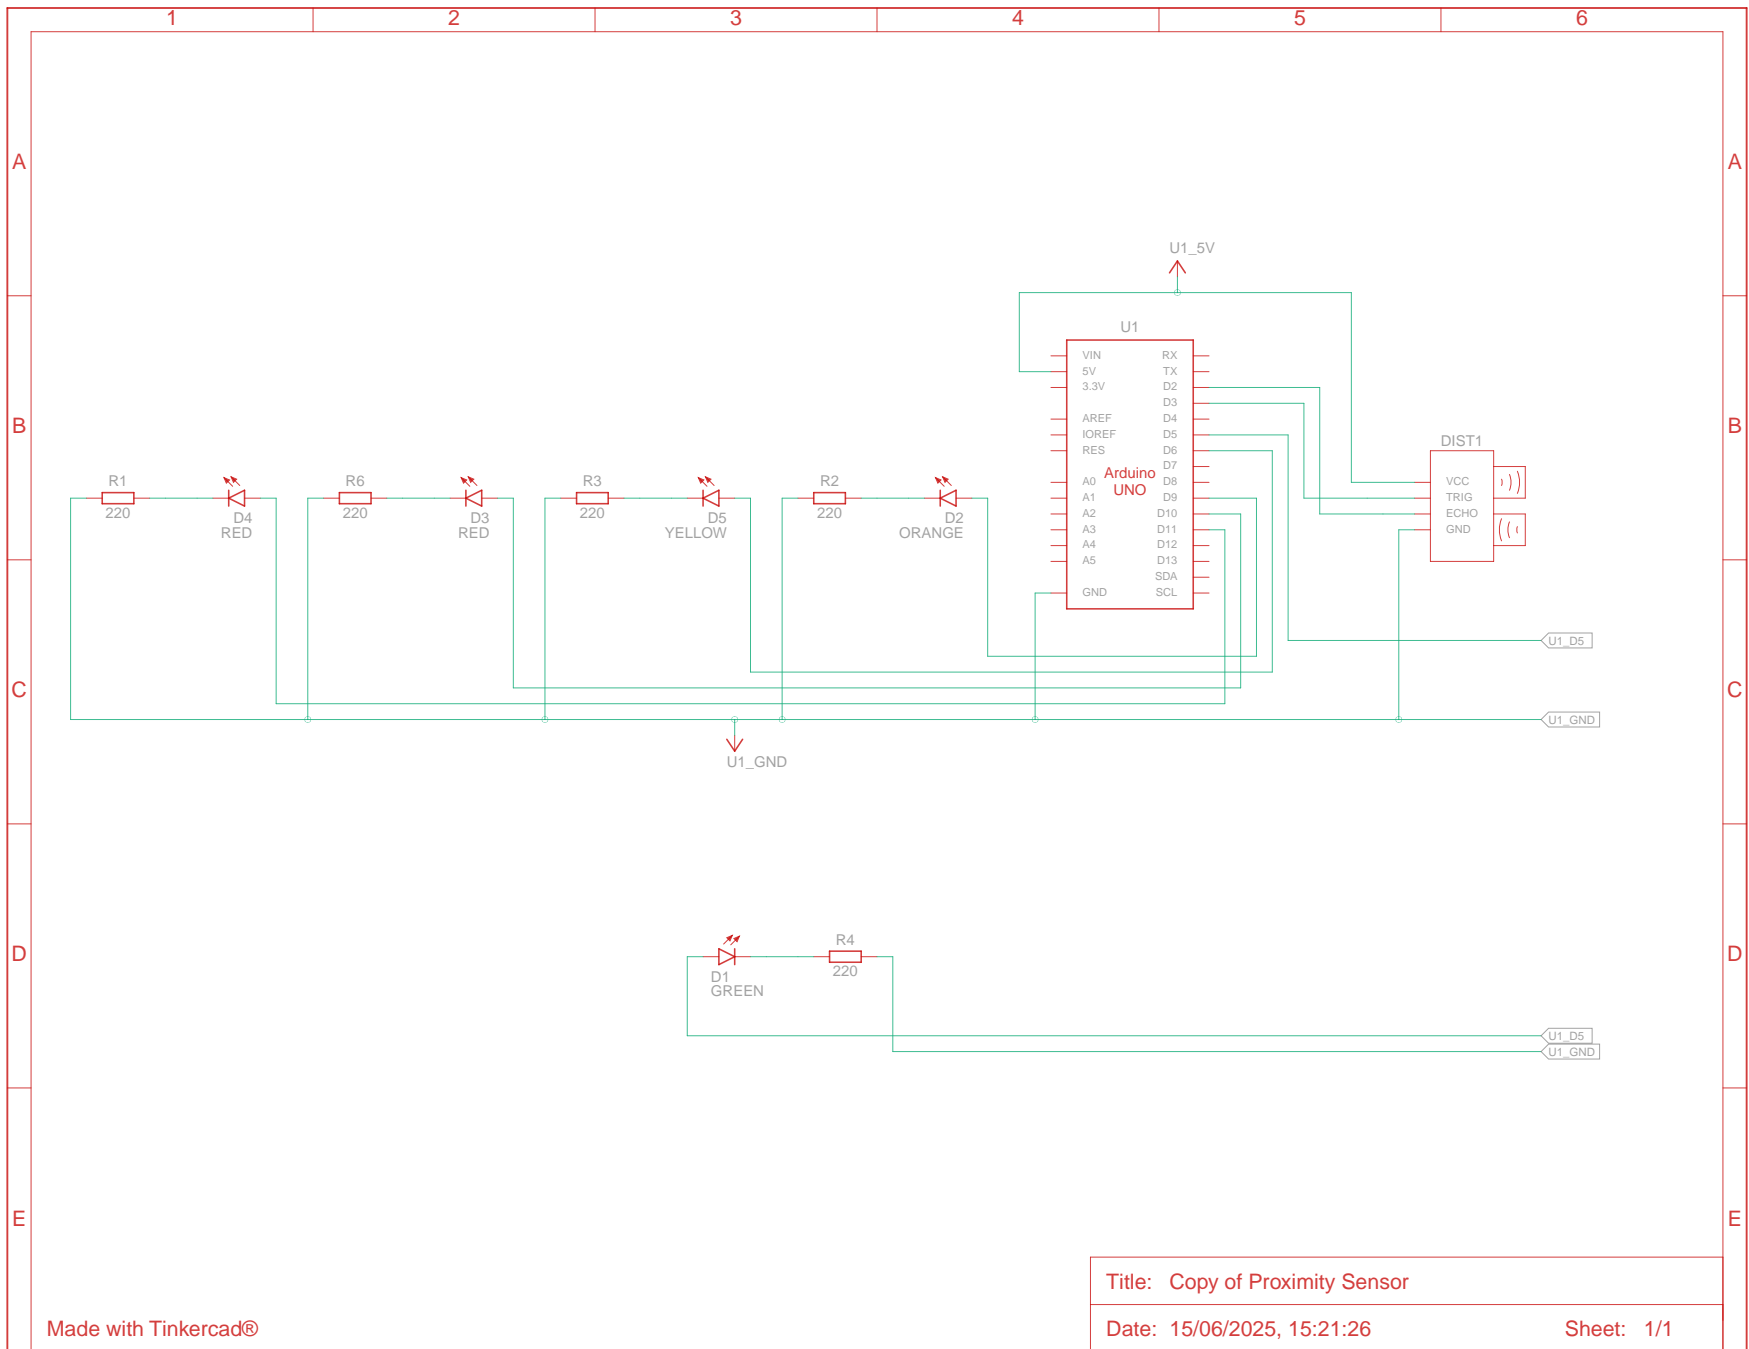 1 2 3 4 5 6
A A
U1_5V
B B
U1
VIN RX
5V TX
3.3V D2
D3
AREF D4
IOREF D5
RES D6
D7
A0 D8
A1 D9
A2 D10
A3 D11
A4 D12
A5 D13
SDA
GND SCL
Arduino
UNO
DIST1
VCC
TRIG
ECHO
GND
R1
220
D4
RED
R6
220
D3
RED
R3
220
D5
YELLOW
R2
220
D2
ORANGE
U1_D5
C C
U1_GND
U1_GND
D D
R4
220
D1
GREEN
U1_D5
U1_GND
E E
Title: Copy of Proximity Sensor
Made with Tinkercad®
Date: 15/06/2025, 15:21:26 Sheet: 1/1